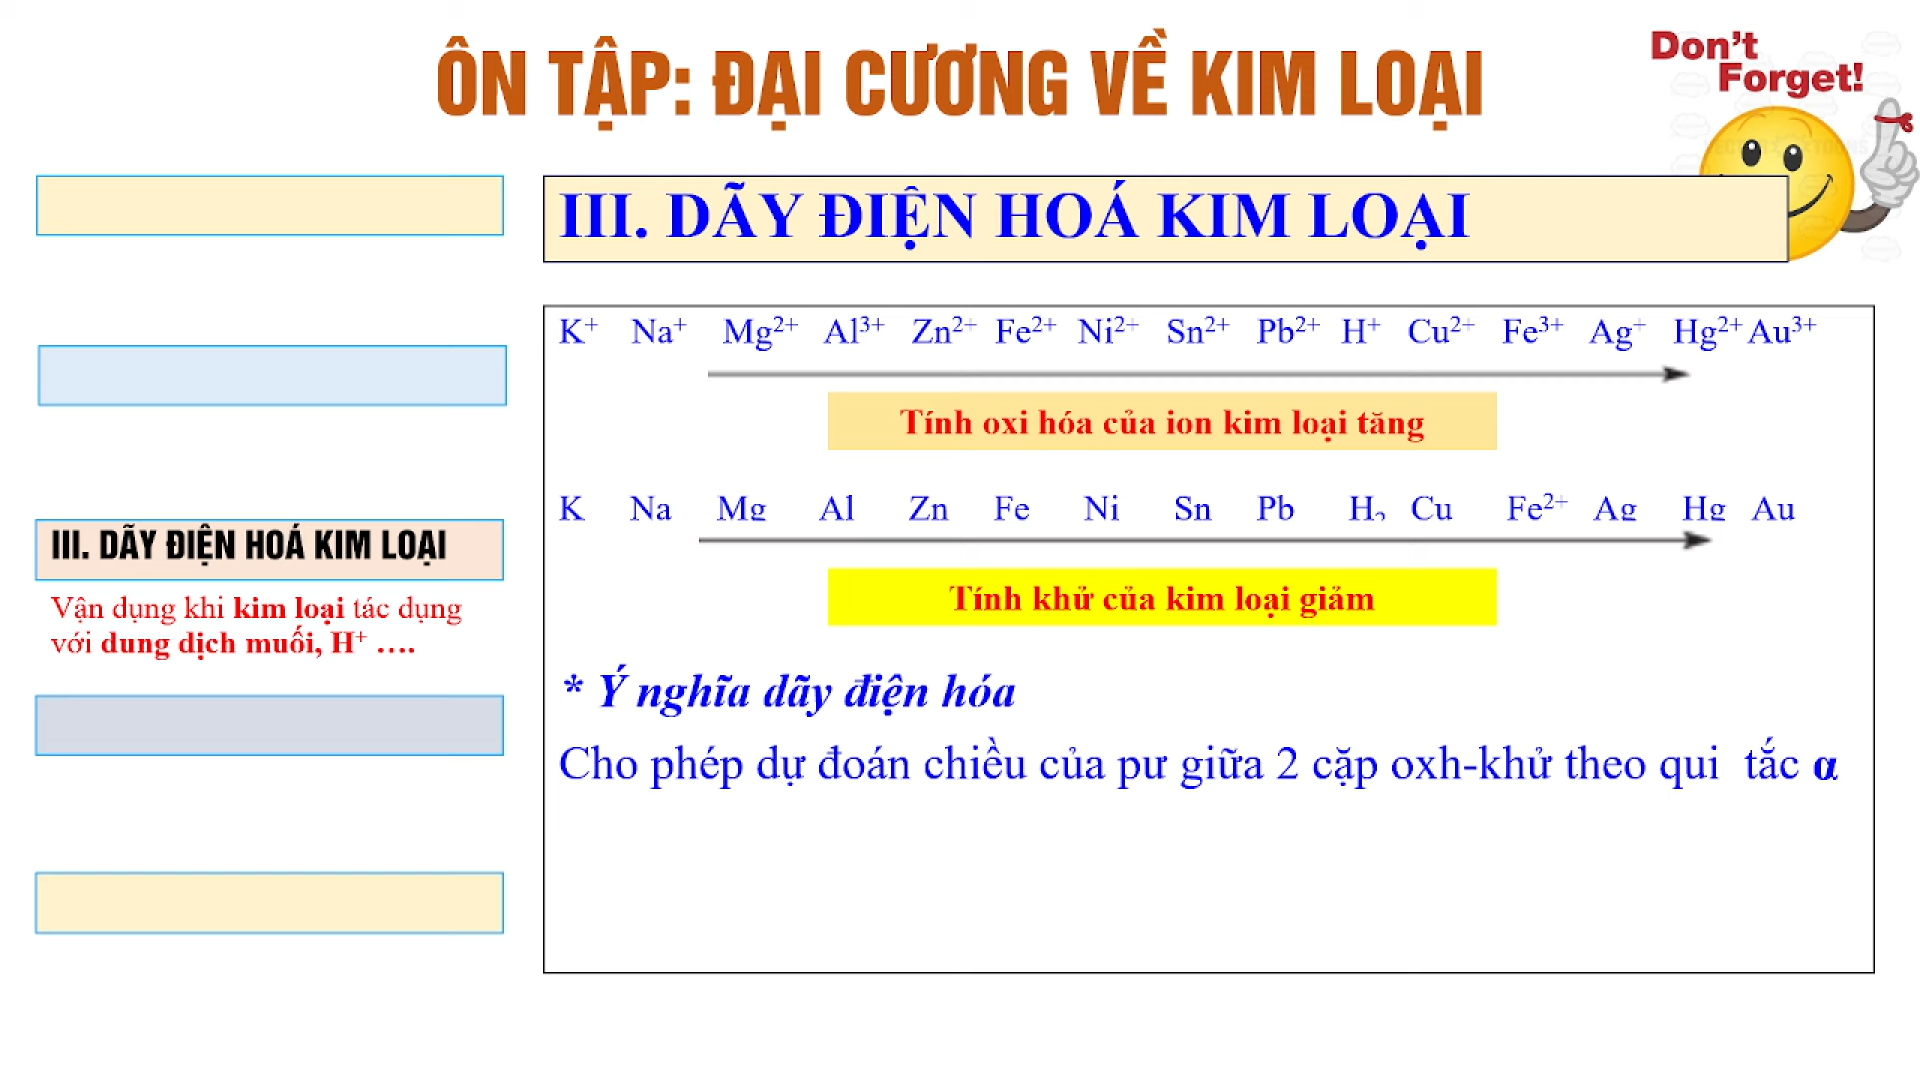 ÔN TẬP: ĐẠI CƯƠNG VỀ KIM LOẠI
Don't
Forget!
III. DÃY ĐIỆN HOÁ KIM LOẠI
K⁺ Na⁺ Mg²⁺ Al³⁺ Zn²⁺ Fe²⁺ Ni²⁺ Sn²⁺ Pb²⁺ H⁺ Cu²⁺ Fe³⁺ Ag⁺ Hg²⁺ Au³⁺
Tính oxi hóa của ion kim loại tăng
K Na Mg Al Zn Fe Ni Sn Pb H₂ Cu Fe²⁺ Ag Hg Au
Tính khử của kim loại giảm
* Ý nghĩa dãy điện hóa
Cho phép dự đoán chiều của pư giữa 2 cặp oxh-khử theo qui tắc α
III. DÃY ĐIỆN HOÁ KIM LOẠI
Vận dụng khi kim loại tác dụng
với dung dịch muối, H⁺ ….